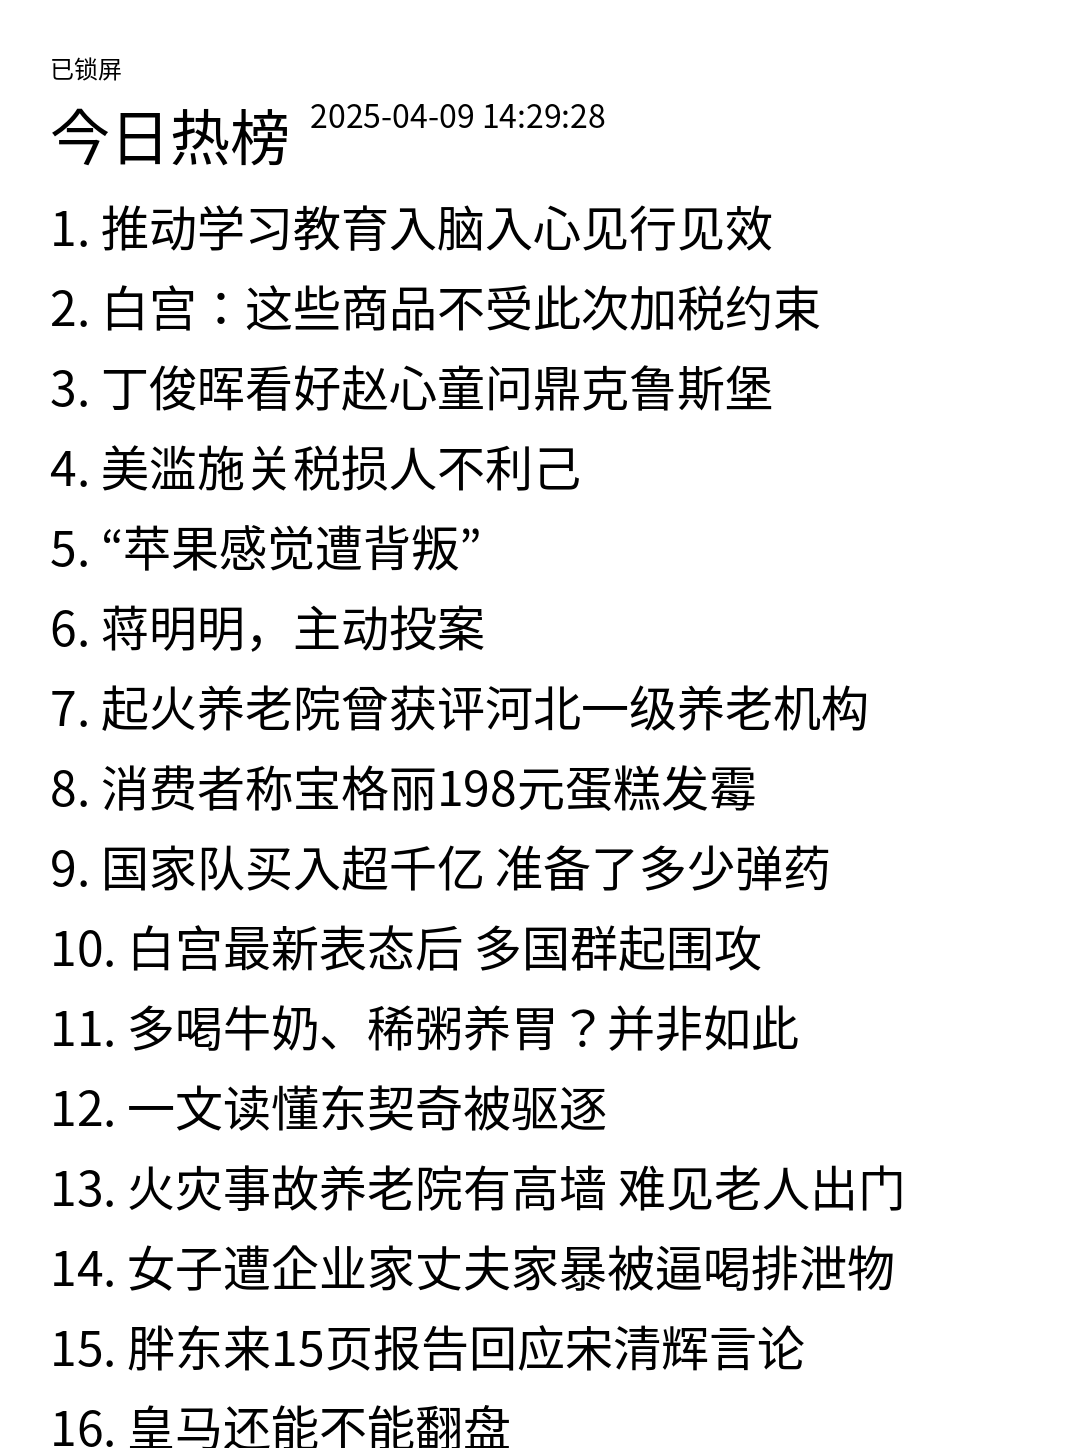 已锁屏
今日热榜 2025-04-09 14:29:28
1. 推动学习教育入脑入心见行见效
2. 白宫：这些商品不受此次加税约束
3. 丁俊晖看好赵心童问鼎克鲁斯堡
4. 美滥施关税损人不利己
5. “苹果感觉遭背叛”
6. 蒋明明，主动投案
7. 起火养老院曾获评河北一级养老机构
8. 消费者称宝格丽198元蛋糕发霉
9. 国家队买入超千亿 准备了多少弹药
10. 白宫最新表态后 多国群起围攻
11. 多喝牛奶、稀粥养胃？并非如此
12. 一文读懂东契奇被驱逐
13. 火灾事故养老院有高墙 难见老人出门
14. 女子遭企业家丈夫家暴被逼喝排泄物
15. 胖东来15页报告回应宋清辉言论
16. 皇马还能不能翻盘